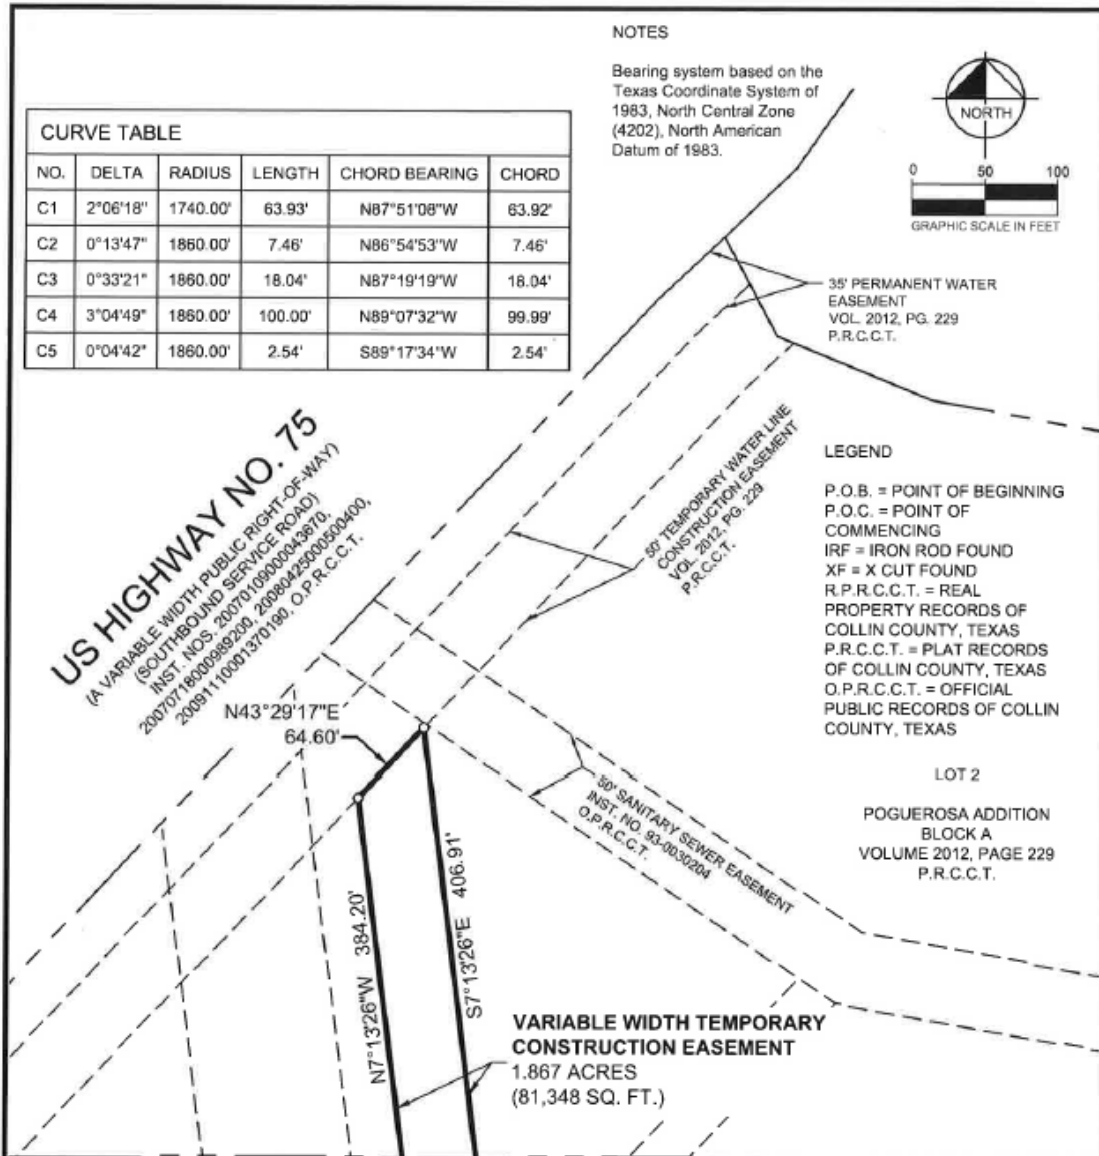 NOTES
Bearing system based on the
Texas Coordinate System of
1983, North Central Zone
(4202), North American
Datum of 1983.
NORTH
0 50 100
GRAPHIC SCALE IN FEET
CURVE TABLE
NO. DELTA RADIUS LENGTH CHORD BEARING CHORD
C1 2°06'18" 1740.00' 63.93' N87°51'08"W 63.92'
C2 0°13'47" 1860.00' 7.46' N86°54'53"W 7.46'
C3 0°33'21" 1860.00' 18.04' N87°19'19"W 18.04'
C4 3°04'49" 1860.00' 100.00' N89°07'32"W 99.99'
C5 0°04'42" 1860.00' 2.54' S89°17'34"W 2.54'
35' PERMANENT WATER
EASEMENT
VOL. 2012, PG. 229
P.R.C.C.T.
US HIGHWAY NO. 75
(A VARIABLE WIDTH PUBLIC RIGHT-OF-WAY)
(SOUTHBOUND SERVICE ROAD)
INST. NOS. 20070109000043670,
20070718000989200, 20080425000500400,
20091110001370190, O.P.R.C.C.T.
50' TEMPORARY WATER LINE
CONSTRUCTION EASEMENT
VOL. 2012, PG. 229
P.R.C.C.T.
LEGEND
P.O.B. = POINT OF BEGINNING
P.O.C. = POINT OF
COMMENCING
IRF = IRON ROD FOUND
XF = X CUT FOUND
R.P.R.C.C.T. = REAL
PROPERTY RECORDS OF
COLLIN COUNTY, TEXAS
P.R.C.C.T. = PLAT RECORDS
OF COLLIN COUNTY, TEXAS
O.P.R.C.C.T. = OFFICIAL
PUBLIC RECORDS OF COLLIN
COUNTY, TEXAS
LOT 2
POGUEROSA ADDITION
BLOCK A
VOLUME 2012, PAGE 229
P.R.C.C.T.
N43°29'17"E
64.60'
50' SANITARY SEWER EASEMENT
INST. NO. 93-0030204
O.P.R.C.C.T.
N7°13'26"W 384.20'
S7°13'26"E 406.91'
VARIABLE WIDTH TEMPORARY
CONSTRUCTION EASEMENT
1.867 ACRES
(81,348 SQ. FT.)